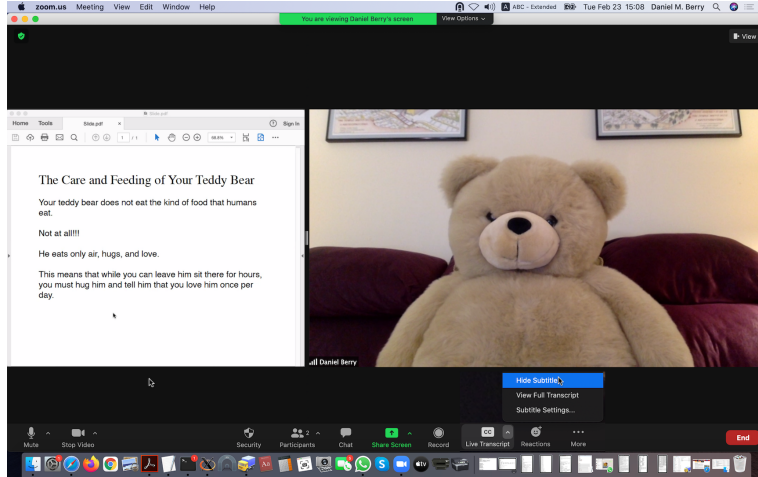 zoom.us Meeting View Edit Window Help
ABC - Extended Tue Feb 23 15:08 Daniel M. Berry
You are viewing Daniel Berry's screen View Options
View
Slide.pdf
Home Tools Slide.pdf × Sign In
1 / 1
The Care and Feeding of Your Teddy Bear
Your teddy bear does not eat the kind of food that humans
eat.
Not at all!!!
He eats only air, hugs, and love.
This means that while you can leave him sit there for hours,
you must hug him and tell him that you love him once per
day.
Daniel Berry
Hide Subtitle
View Full Transcript
Subtitle Settings...
2
CC
Mute Stop Video Security Participants Chat Share Screen Record Live Transcript Reactions More
End
tv